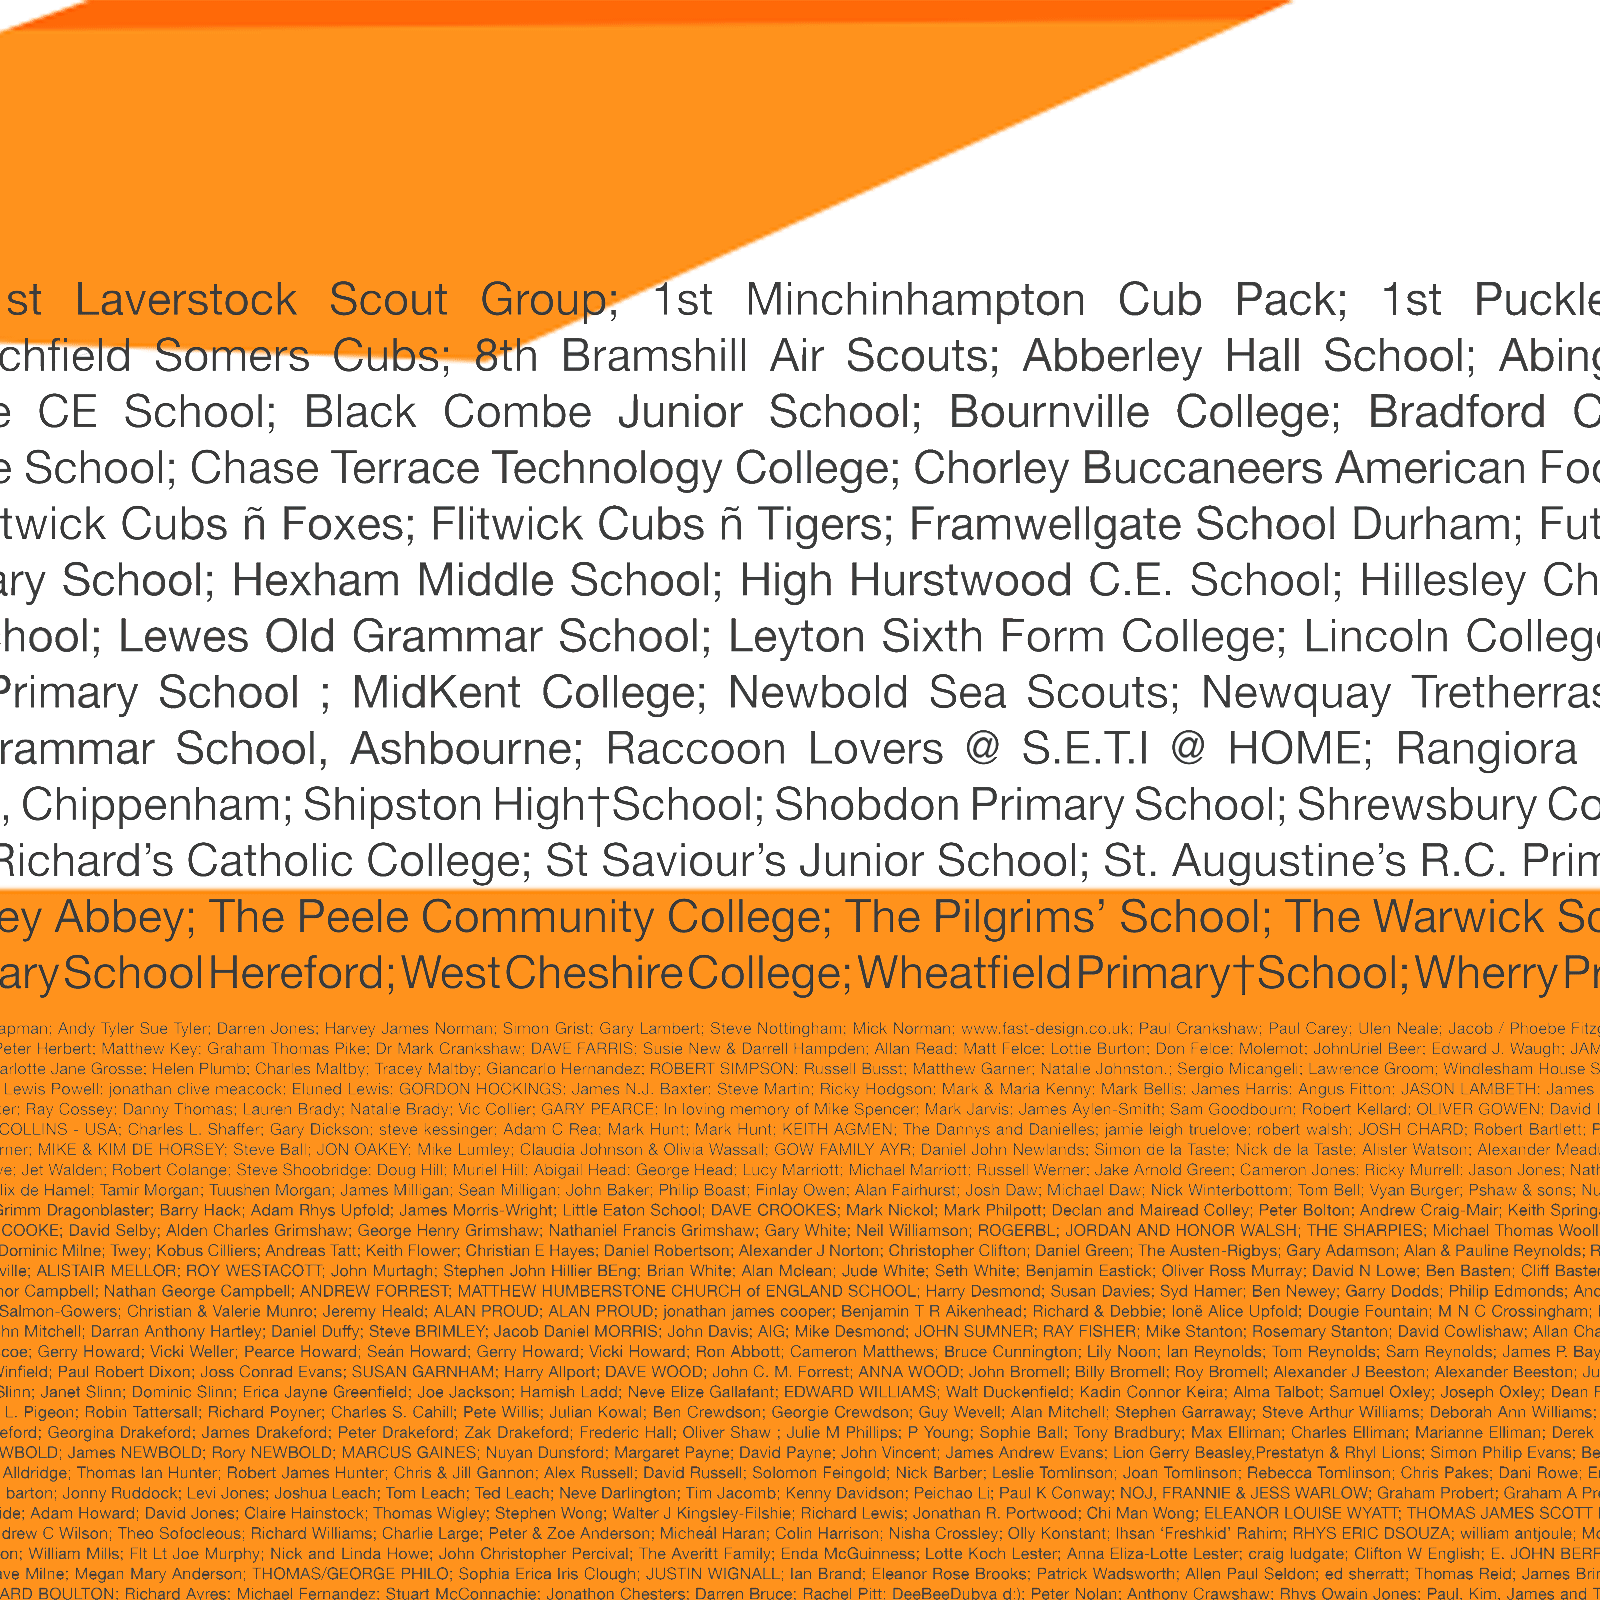 st Laverstock Scout Group; 1st Minchinhampton Cub Pack; 1st Puckle
chfield Somers Cubs; 8th Bramshill Air Scouts; Abberley Hall School; Abing
e CE School; Black Combe Junior School; Bournville College; Bradford C
e School; Chase Terrace Technology College; Chorley Buccaneers American Foo
twick Cubs ñ Foxes; Flitwick Cubs ñ Tigers; Framwellgate School Durham; Fut
ary School; Hexham Middle School; High Hurstwood C.E. School; Hillesley Ch
hool; Lewes Old Grammar School; Leyton Sixth Form College; Lincoln College
Primary School ; MidKent College; Newbold Sea Scouts; Newquay Tretherras
rammar School, Ashbourne; Raccoon Lovers @ S.E.T.I @ HOME; Rangiora
, Chippenham; Shipston High†School; Shobdon Primary School; Shrewsbury Co
Richard’s Catholic College; St Saviour’s Junior School; St. Augustine’s R.C. Prim
ey Abbey; The Peele Community College; The Pilgrims’ School; The Warwick Sc
ary School Hereford; West Cheshire College; Wheatfield Primary†School; Wherry Pr
apman; Andy Tyler Sue Tyler; Darren Jones; Harvey James Norman; Simon Grist; Gary Lambert; Steve Nottingham; Mick Norman; www.fast-design.co.uk; Paul Crankshaw; Paul Carey; Ulen Neale; Jacob / Phoebe Fitzg
Peter Herbert; Matthew Key; Graham Thomas Pike; Dr Mark Crankshaw; DAVE FARRIS; Susie New & Darrell Hampden; Allan Read; Matt Felce; Lottie Burton; Don Felce; Molemot; JohnUriel Beer; Edward J. Waugh; JAM
arlotte Jane Grosse; Helen Plumb; Charles Maltby; Tracey Maltby; Giancarlo Hernandez; ROBERT SIMPSON; Russell Busst; Matthew Garner; Natalie Johnston.; Sergio Micangeli; Lawrence Groom; Windlesham House S
Lewis Powell; jonathan clive meacock; Eluned Lewis; GORDON HOCKINGS; James N.J. Baxter; Steve Martin; Ricky Hodgson; Mark & Maria Kenny; Mark Bellis; James Harris; Angus Fitton; JASON LAMBETH; James
er; Ray Cossey; Danny Thomas; Lauren Brady; Natalie Brady; Vic Collier; GARY PEARCE; In loving memory of Mike Spencer; Mark Jarvis; James Aylen-Smith; Sam Goodbourn; Robert Kellard; OLIVER GOWEN; David
COLLINS - USA; Charles L. Shaffer; Gary Dickson; steve kessinger; Adam C Rea; Mark Hunt; Mark Hunt; KEITH AGMEN; The Dannys and Danielles; jamie leigh truelove; robert walsh; JOSH CHARD; Robert Bartlett;
rner; MIKE & KIM DE HORSEY; Steve Ball; JON OAKEY; Mike Lumley; Claudia Johnson & Olivia Wassall; GOW FAMILY AYR; Daniel John Newlands; Simon de la Taste; Nick de la Taste; Alister Watson; Alexander Mead
ve; Jet Walden; Robert Colange; Steve Shoobridge; Doug Hill; Muriel Hill; Abigail Head; George Head; Lucy Marriott; Michael Marriott; Russell Werner; Jake Arnold Green; Cameron Jones; Ricky Murrell; Jason Jones; Nath
lix de Hamel; Tamir Morgan; Tuushen Morgan; James Milligan; Sean Milligan; John Baker; Philip Boast; Finlay Owen; Alan Fairhurst; Josh Daw; Michael Daw; Nick Winterbottom; Tom Bell; Vyan Burger; Pshaw & sons; Nu
Grimm Dragonblaster; Barry Hack; Adam Rhys Upfold; James Morris-Wright; Little Eaton School; DAVE CROOKES; Mark Nickol; Mark Philpott; Declan and Mairead Colley; Peter Bolton; Andrew Craig-Mair; Keith Spring
COOKE; David Selby; Alden Charles Grimshaw; George Henry Grimshaw; Nathaniel Francis Grimshaw; Gary White; Neil Williamson; ROGERBL; JORDAN AND HONOR WALSH; THE SHARPIES; Michael Thomas Wooll
Dominic Milne; Twey; Kobus Cilliers; Andreas Tatt; Keith Flower; Christian E Hayes; Daniel Robertson; Alexander J Norton; Christopher Clifton; Daniel Green; The Austen-Rigbys; Gary Adamson; Alan & Pauline Reynolds; R
ville; ALISTAIR MELLOR; ROY WESTACOTT; John Murtagh; Stephen John Hillier BEng; Brian White; Alan Mclean; Jude White; Seth White; Benjamin Eastick; Oliver Ross Murray; David N Lowe; Ben Basten; Cliff Baste
nor Campbell; Nathan George Campbell; ANDREW FORREST; MATTHEW HUMBERSTONE CHURCH of ENGLAND SCHOOL; Harry Desmond; Susan Davies; Syd Hamer; Ben Newey; Garry Dodds; Philip Edmonds; And
Salmon-Gowers; Christian & Valerie Munro; Jeremy Heald; ALAN PROUD; ALAN PROUD; jonathan james cooper; Benjamin T R Aikenhead; Richard & Debbie; Ionë Alice Upfold; Dougie Fountain; M N C Crossingham;
hn Mitchell; Darran Anthony Hartley; Daniel Duffy; Steve BRIMLEY; Jacob Daniel MORRIS; John Davis; AIG; Mike Desmond; JOHN SUMNER; RAY FISHER; Mike Stanton; Rosemary Stanton; David Cowlishaw; Allan Cha
coe; Gerry Howard; Vicki Weller; Pearce Howard; Seán Howard; Gerry Howard; Vicki Howard; Ron Abbott; Cameron Matthews; Bruce Cunnington; Lily Noon; Ian Reynolds; Tom Reynolds; Sam Reynolds; James P. Bay
Winfield; Paul Robert Dixon; Joss Conrad Evans; SUSAN GARNHAM; Harry Allport; DAVE WOOD; John C. M. Forrest; ANNA WOOD; John Bromell; Billy Bromell; Roy Bromell; Alexander J Beeston; Alexander Beeston; Ju
Slinn; Janet Slinn; Dominic Slinn; Erica Jayne Greenfield; Joe Jackson; Hamish Ladd; Neve Elize Gallafant; EDWARD WILLIAMS; Walt Duckenfield; Kadin Connor Keira; Alma Talbot; Samuel Oxley; Joseph Oxley; Dean F
L. Pigeon; Robin Tattersall; Richard Poyner; Charles S. Cahill; Pete Willis; Julian Kowal; Ben Crewdson; Georgie Crewdson; Guy Wevell; Alan Mitchell; Stephen Garraway; Steve Arthur Williams; Deborah Ann Williams;
eford; Georgina Drakeford; James Drakeford; Peter Drakeford; Zak Drakeford; Frederic Hall; Oliver Shaw ; Julie M Phillips; P Young; Sophie Ball; Tony Bradbury; Max Elliman; Charles Elliman; Marianne Elliman; Derek
WBOLD; James NEWBOLD; Rory NEWBOLD; MARCUS GAINES; Nuyan Dunsford; Margaret Payne; David Payne; John Vincent; James Andrew Evans; Lion Gerry Beasley,Prestatyn & Rhyl Lions; Simon Philip Evans; Be
Alldridge; Thomas Ian Hunter; Robert James Hunter; Chris & Jill Gannon; Alex Russell; David Russell; Solomon Feingold; Nick Barber; Leslie Tomlinson; Joan Tomlinson; Rebecca Tomlinson; Chris Pakes; Dani Rowe; E
barton; Jonny Ruddock; Levi Jones; Joshua Leach; Tom Leach; Ted Leach; Neve Darlington; Tim Jacomb; Kenny Davidson; Peichao Li; Paul K Conway; NOJ, FRANNIE & JESS WARLOW; Graham Probert; Graham A Pr
ide; Adam Howard; David Jones; Claire Hainstock; Thomas Wigley; Stephen Wong; Walter J Kingsley-Filshie; Richard Lewis; Jonathan R. Portwood; Chi Man Wong; ELEANOR LOUISE WYATT; THOMAS JAMES SCOTT
drew C Wilson; Theo Sofocleous; Richard Williams; Charlie Large; Peter & Zoe Anderson; Micheál Haran; Colin Harrison; Nisha Crossley; Olly Konstant; Ihsan ‘Freshkid’ Rahim; RHYS ERIC DSOUZA; william antjoule; Mo
on; William Mills; Flt Lt Joe Murphy; Nick and Linda Howe; John Christopher Percival; The Averitt Family; Enda McGuinness; Lotte Koch Lester; Anna Eliza-Lotte Lester; craig ludgate; Clifton W English; E. JOHN BERR
ave Milne; Megan Mary Anderson; THOMAS/GEORGE PHILO; Sophia Erica Iris Clough; JUSTIN WIGNALL; Ian Brand; Eleanor Rose Brooks; Patrick Wadsworth; Allen Paul Seldon; ed sherratt; Thomas Reid; James Bri
ARD BOULTON; Richard Ayres; Michael Fernandez; Stuart McConnachie; Jonathon Chesters; Darren Bruce; Rachel Pitt; DeeBeeDubya d:); Peter Nolan; Anthony Crawshaw; Rhys Owain Jones; Paul, Kim, James and T